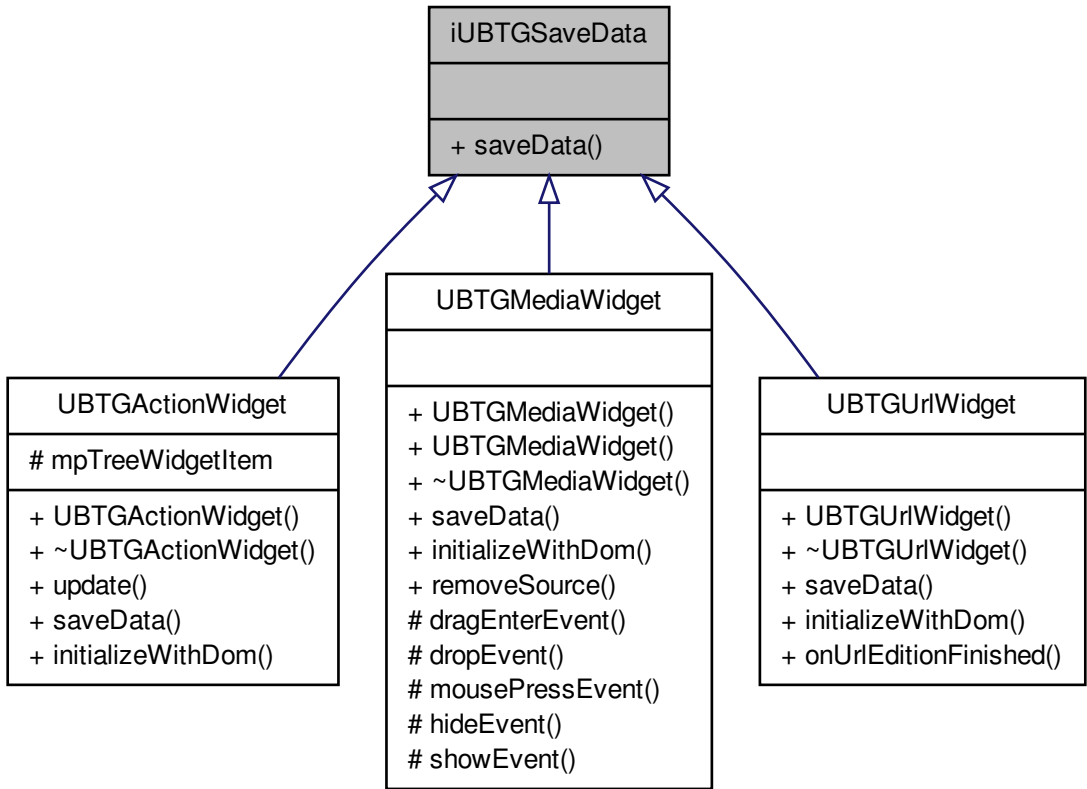 iUBTGSaveData
+ saveData()
UBTGActionWidget
# mpTreeWidgetItem
+ UBTGActionWidget()
+ ~UBTGActionWidget()
+ update()
+ saveData()
+ initializeWithDom()
UBTGMediaWidget
+ UBTGMediaWidget()
+ UBTGMediaWidget()
+ ~UBTGMediaWidget()
+ saveData()
+ initializeWithDom()
+ removeSource()
# dragEnterEvent()
# dropEvent()
# mousePressEvent()
# hideEvent()
# showEvent()
UBTGUrlWidget
+ UBTGUrlWidget()
+ ~UBTGUrlWidget()
+ saveData()
+ initializeWithDom()
+ onUrlEditionFinished()